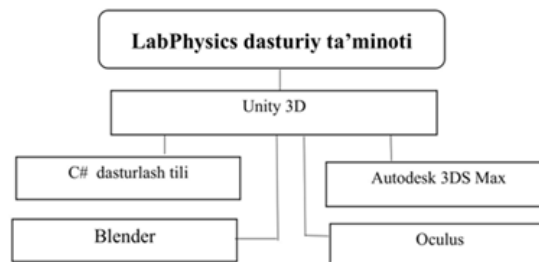 LabPhysics dasturiy ta’minoti
Unity 3D
C# dasturlash tili
Autodesk 3DS Max
Blender
Oculus